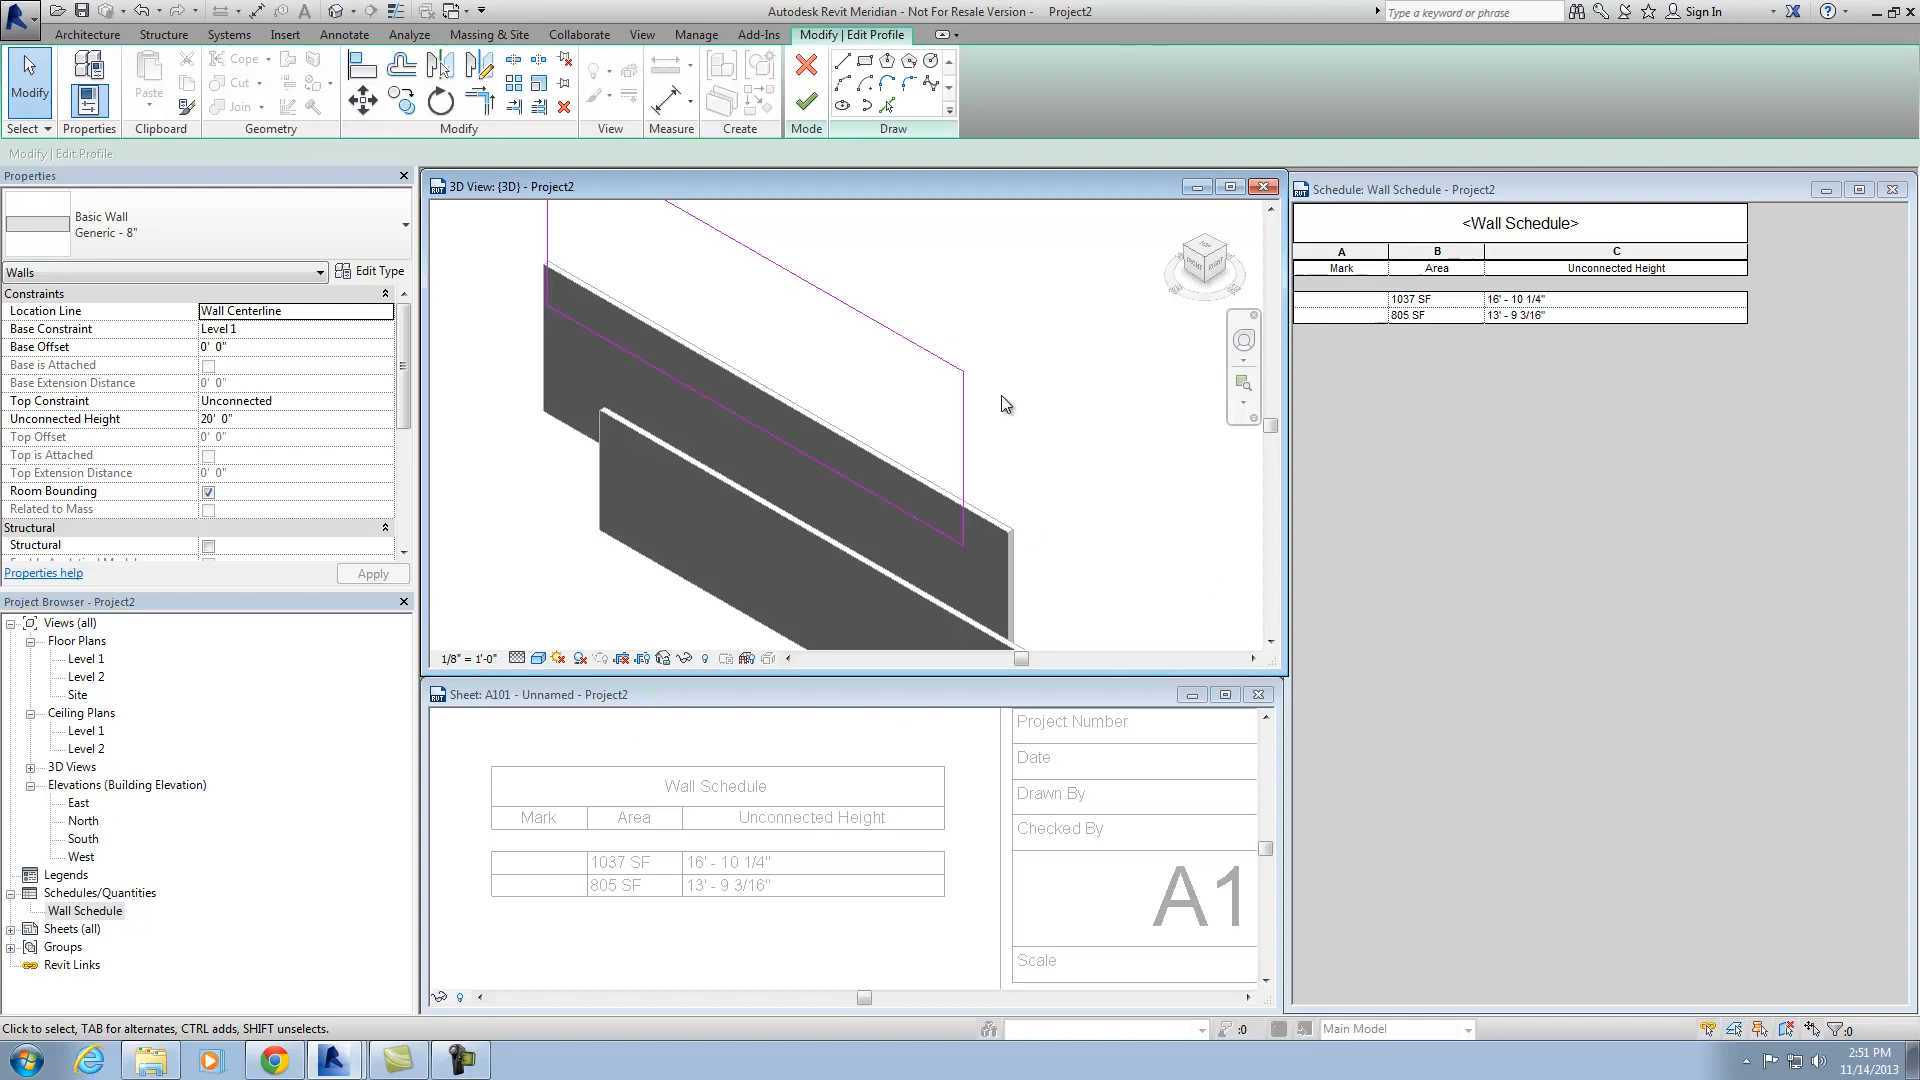 Autodesk Revit Meridian - Not For Resale Version - Project2
Type a keyword or phrase
Sign In
Architecture Structure Systems Insert Annotate Analyze Massing & Site Collaborate View Manage Add-Ins Modify | Edit Profile
Modify
Paste
Cope
Cut
Join
Select Properties Clipboard Geometry Modify View Measure Create Mode Draw
Modify | Edit Profile
Properties
Basic Wall
Generic - 8"
Walls
Edit Type
Constraints
Location Line Wall Centerline
Base Constraint Level 1
Base Offset 0' 0"
Base is Attached
Base Extension Distance 0' 0"
Top Constraint Unconnected
Unconnected Height 20' 0"
Top Offset 0' 0"
Top is Attached
Top Extension Distance 0' 0"
Room Bounding
Related to Mass
Structural
Structural
Properties help
Apply
Project Browser - Project2
Views (all)
Floor Plans
Level 1
Level 2
Site
Ceiling Plans
Level 1
Level 2
3D Views
Elevations (Building Elevation)
East
North
South
West
Legends
Schedules/Quantities
Wall Schedule
Sheets (all)
Groups
Revit Links
3D View: {3D} - Project2
TOP
FRONT
RIGHT
1/8" = 1'-0"
Sheet: A101 - Unnamed - Project2
Wall Schedule
Mark Area Unconnected Height
1037 SF 16' - 10 1/4"
805 SF 13' - 9 3/16"
Project Number
Date
Drawn By
Checked By
A1
Scale
Schedule: Wall Schedule - Project2
<Wall Schedule>
A B C
Mark Area Unconnected Height
1037 SF 16' - 10 1/4"
805 SF 13' - 9 3/16"
Click to select, TAB for alternates, CTRL adds, SHIFT unselects.
:0
Main Model
:0
2:51 PM
11/14/2013